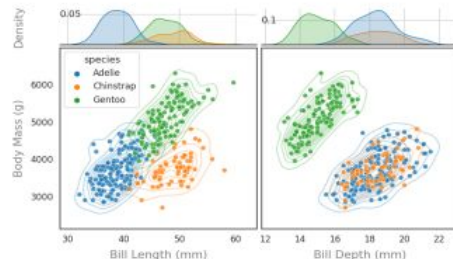 Density
0.05
0.1
species
Adelie
Chinstrap
Gentoo
Body Mass (g)
6000
5000
4000
3000
30 40 50 60
12 14 16 18 20 22
Bill Length (mm)
Bill Depth (mm)